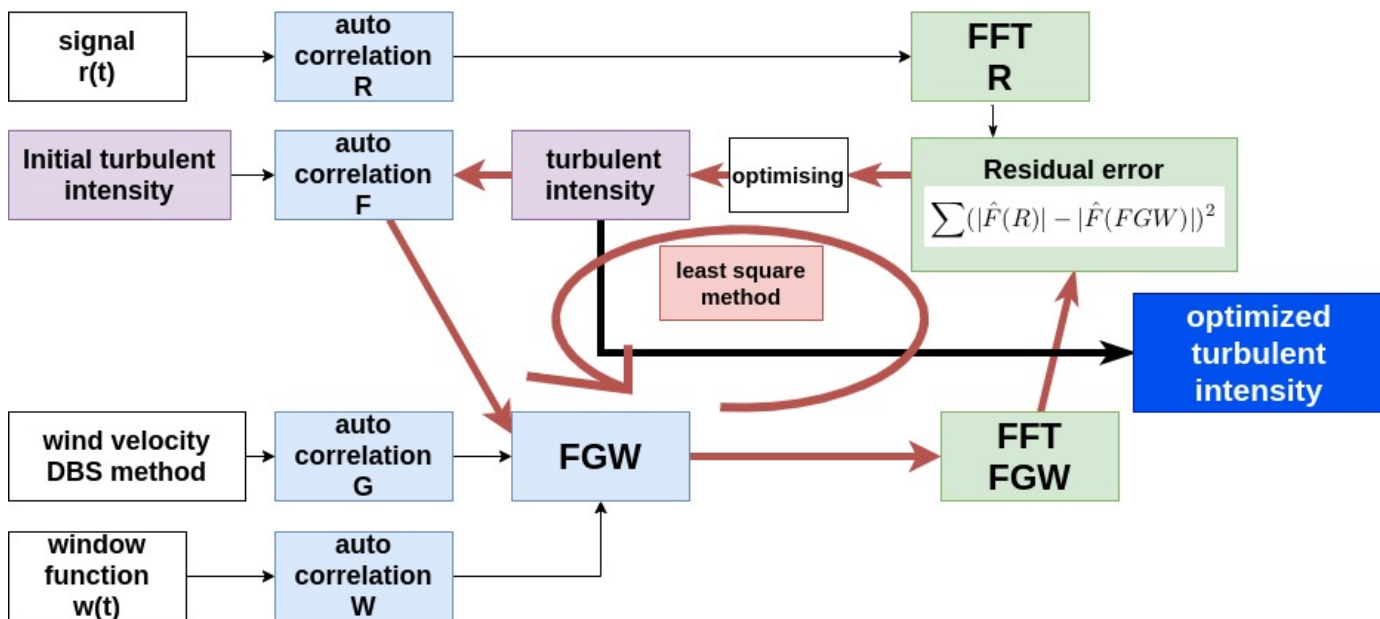 signal
r(t)
auto
correlation
R
FFT
R
Initial turbulent
intensity
auto
correlation
F
turbulent
intensity
optimising
Residual error
∑(|F̂(R)| − |F̂(FGW)|)²
least square
method
optimized
turbulent
intensity
wind velocity
DBS method
auto
correlation
G
FGW
FFT
FGW
window
function
w(t)
auto
correlation
W